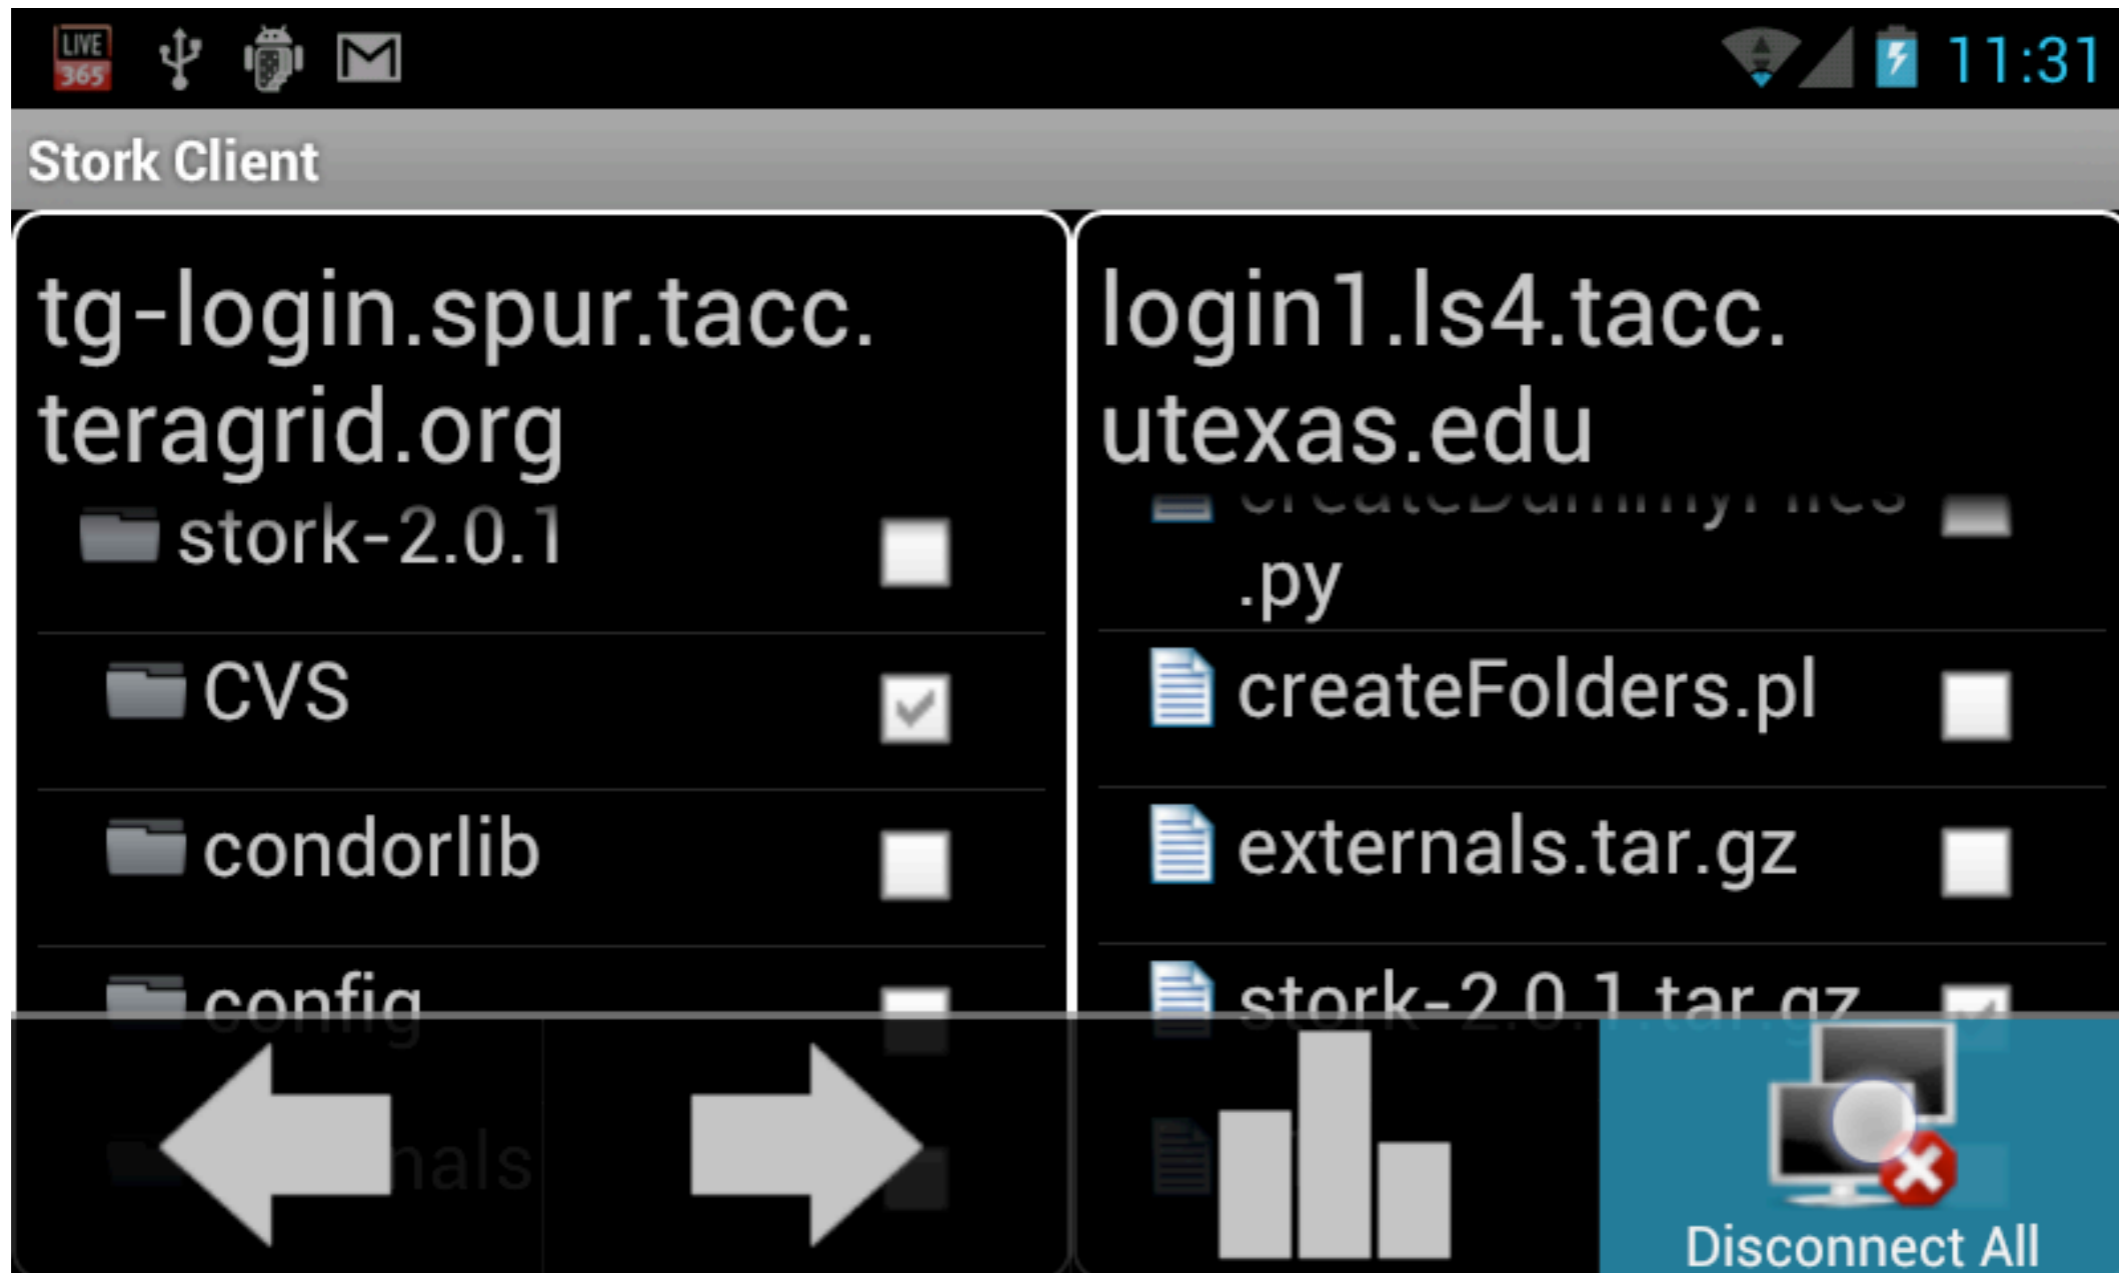 LIVE
365
11:31
Stork Client
tg-login.spur.tacc.
teragrid.org
stork-2.0.1
CVS
condorlib
config
login1.ls4.tacc.
utexas.edu
createDummyFiles
.py
createFolders.pl
externals.tar.gz
stork-2.0.1.tar.gz
Disconnect All